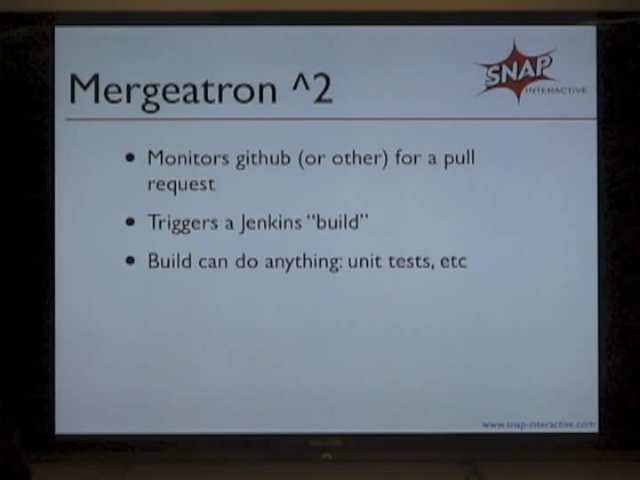 Mergeatron ^2
SNAP
INTERACTIVE
• Monitors github (or other) for a pull
request
• Triggers a Jenkins "build"
• Build can do anything: unit tests, etc
www.snap-interactive.com